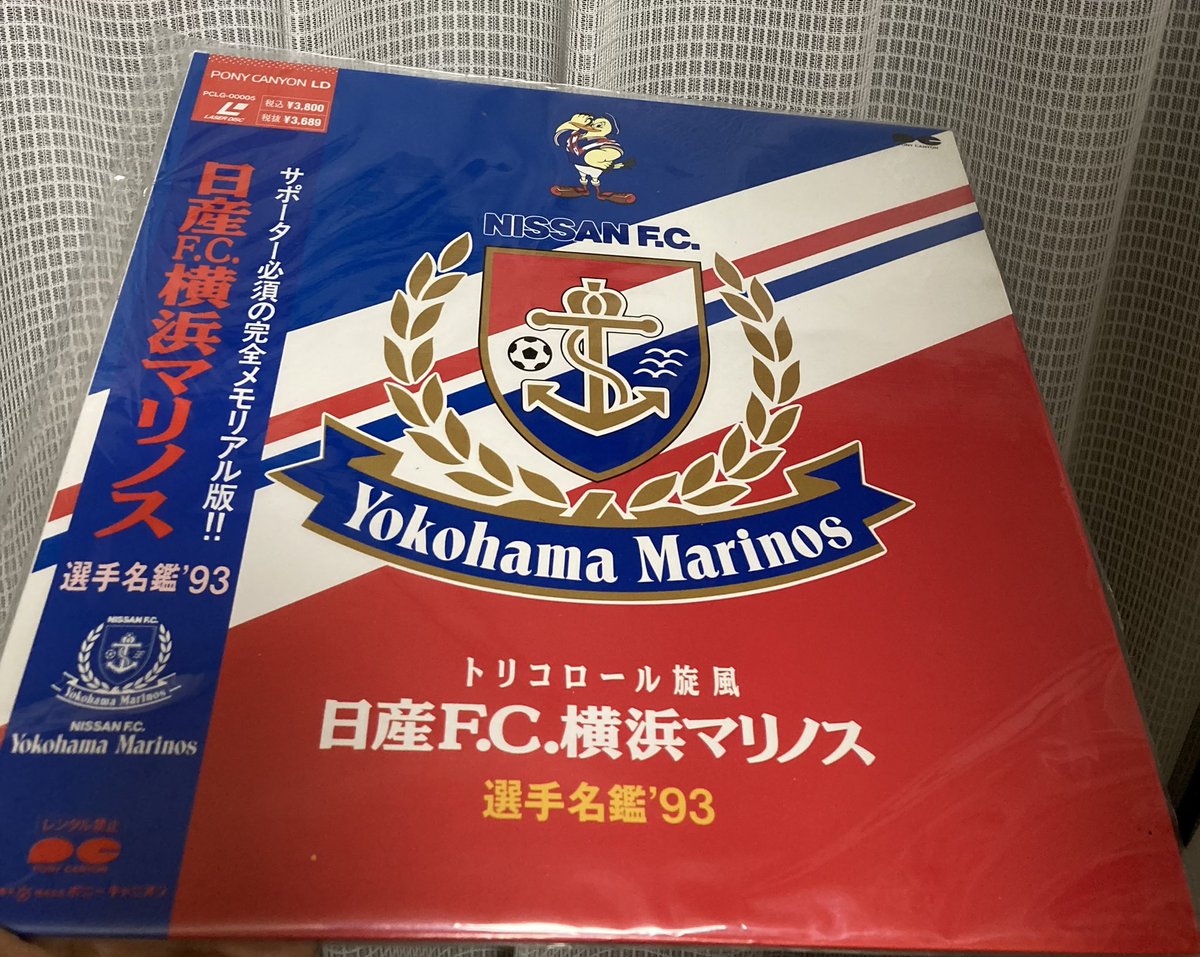 PONY CANYON LD
PCLG-00005
LASER DISC
税込 ¥3,800
税抜 ¥3,689
サポーター必須の完全メモリアル版!!
日産F.C.横浜マリノス
選手名鑑'93
NISSAN F.C.
Yokohama Marinos
NISSAN F.C.
Yokohama Marinos
レンタル禁止
PONY CANYON
PONY CANYON
NISSAN F.C.
Yokohama Marinos
トリコロール旋風
日産F.C.横浜マリノス
選手名鑑'93